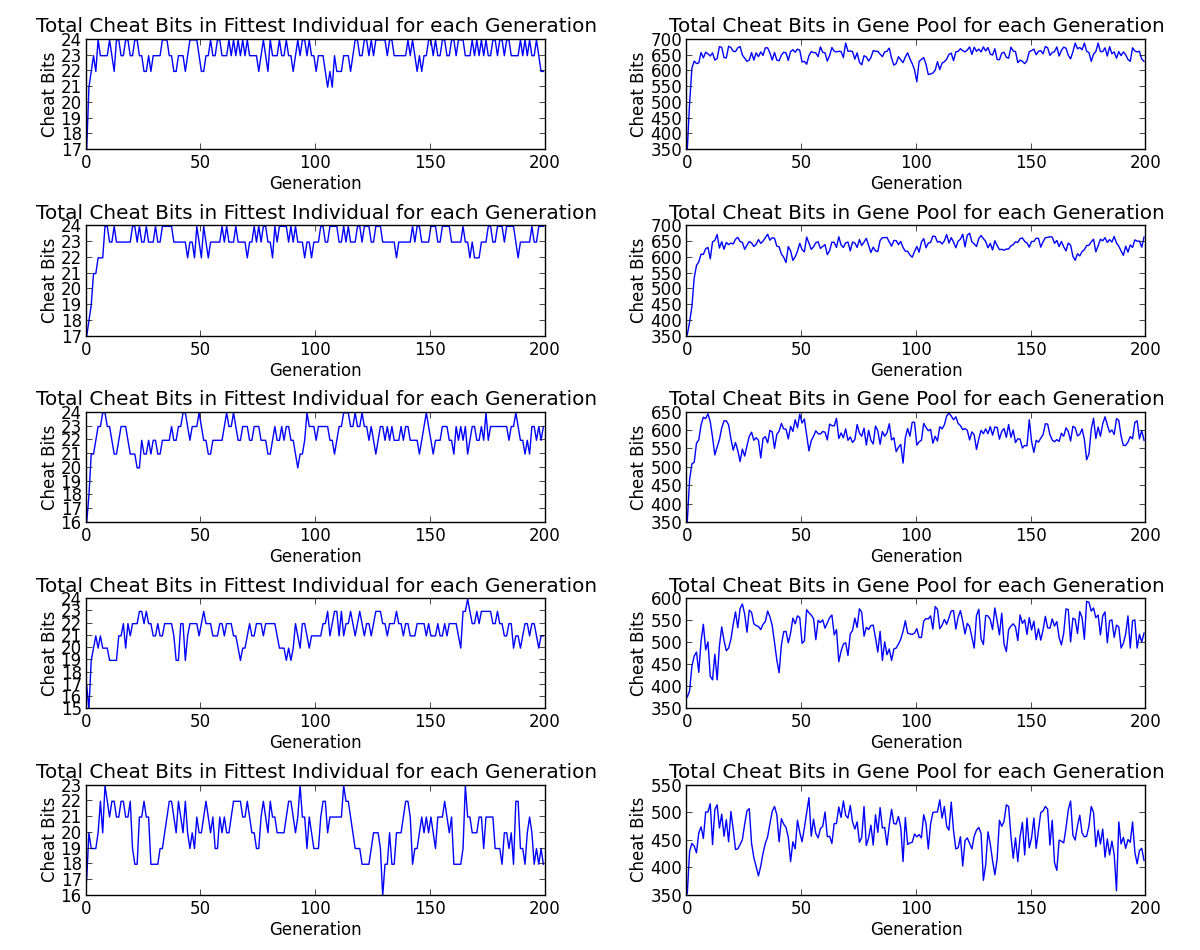 Total Cheat Bits in Fittest Individual for each Generation
24
23
22
21
20
19
18
17
Cheat Bits
0 50 100 150 200
Generation
Total Cheat Bits in Gene Pool for each Generation
700
650
600
550
500
450
400
350
Cheat Bits
0 50 100 150 200
Generation
Total Cheat Bits in Fittest Individual for each Generation
24
23
22
21
20
19
18
17
Cheat Bits
0 50 100 150 200
Generation
Total Cheat Bits in Gene Pool for each Generation
700
650
600
550
500
450
400
350
Cheat Bits
0 50 100 150 200
Generation
Total Cheat Bits in Fittest Individual for each Generation
24
23
22
21
20
19
18
17
16
Cheat Bits
0 50 100 150 200
Generation
Total Cheat Bits in Gene Pool for each Generation
650
600
550
500
450
400
350
Cheat Bits
0 50 100 150 200
Generation
Total Cheat Bits in Fittest Individual for each Generation
24
23
22
21
20
19
18
17
16
15
Cheat Bits
0 50 100 150 200
Generation
Total Cheat Bits in Gene Pool for each Generation
600
550
500
450
400
350
Cheat Bits
0 50 100 150 200
Generation
Total Cheat Bits in Fittest Individual for each Generation
23
22
21
20
19
18
17
16
Cheat Bits
0 50 100 150 200
Generation
Total Cheat Bits in Gene Pool for each Generation
550
500
450
400
350
Cheat Bits
0 50 100 150 200
Generation